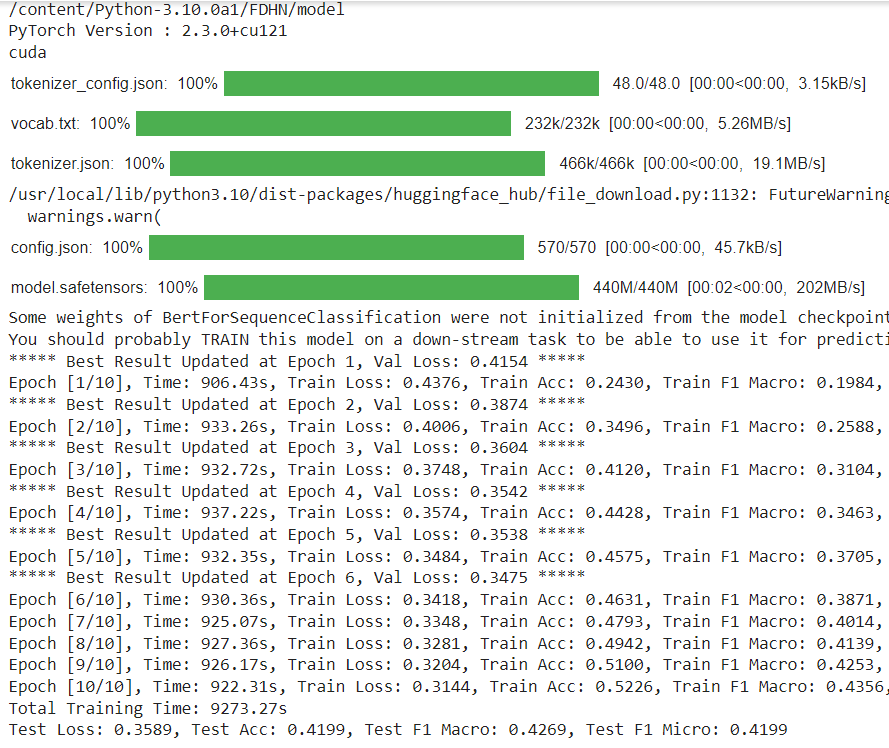 /content/Python-3.10.0a1/FDHN/model
PyTorch Version : 2.3.0+cu121
cuda
tokenizer_config.json: 100% 48.0/48.0 [00:00<00:00, 3.15kB/s]
vocab.txt: 100% 232k/232k [00:00<00:00, 5.26MB/s]
tokenizer.json: 100% 466k/466k [00:00<00:00, 19.1MB/s]
/usr/local/lib/python3.10/dist-packages/huggingface_hub/file_download.py:1132: FutureWarning
warnings.warn(
config.json: 100% 570/570 [00:00<00:00, 45.7kB/s]
model.safetensors: 100% 440M/440M [00:02<00:00, 202MB/s]
Some weights of BertForSequenceClassification were not initialized from the model checkpoint
You should probably TRAIN this model on a down-stream task to be able to use it for predicti
***** Best Result Updated at Epoch 1, Val Loss: 0.4154 *****
Epoch [1/10], Time: 906.43s, Train Loss: 0.4376, Train Acc: 0.2430, Train F1 Macro: 0.1984,
***** Best Result Updated at Epoch 2, Val Loss: 0.3874 *****
Epoch [2/10], Time: 933.26s, Train Loss: 0.4006, Train Acc: 0.3496, Train F1 Macro: 0.2588,
***** Best Result Updated at Epoch 3, Val Loss: 0.3604 *****
Epoch [3/10], Time: 932.72s, Train Loss: 0.3748, Train Acc: 0.4120, Train F1 Macro: 0.3104,
***** Best Result Updated at Epoch 4, Val Loss: 0.3542 *****
Epoch [4/10], Time: 937.22s, Train Loss: 0.3574, Train Acc: 0.4428, Train F1 Macro: 0.3463,
***** Best Result Updated at Epoch 5, Val Loss: 0.3538 *****
Epoch [5/10], Time: 932.35s, Train Loss: 0.3484, Train Acc: 0.4575, Train F1 Macro: 0.3705,
***** Best Result Updated at Epoch 6, Val Loss: 0.3475 *****
Epoch [6/10], Time: 930.36s, Train Loss: 0.3418, Train Acc: 0.4631, Train F1 Macro: 0.3871,
Epoch [7/10], Time: 925.07s, Train Loss: 0.3348, Train Acc: 0.4793, Train F1 Macro: 0.4014,
Epoch [8/10], Time: 927.36s, Train Loss: 0.3281, Train Acc: 0.4942, Train F1 Macro: 0.4139,
Epoch [9/10], Time: 926.17s, Train Loss: 0.3204, Train Acc: 0.5100, Train F1 Macro: 0.4253,
Epoch [10/10], Time: 922.31s, Train Loss: 0.3144, Train Acc: 0.5226, Train F1 Macro: 0.4356,
Total Training Time: 9273.27s
Test Loss: 0.3589, Test Acc: 0.4199, Test F1 Macro: 0.4269, Test F1 Micro: 0.4199